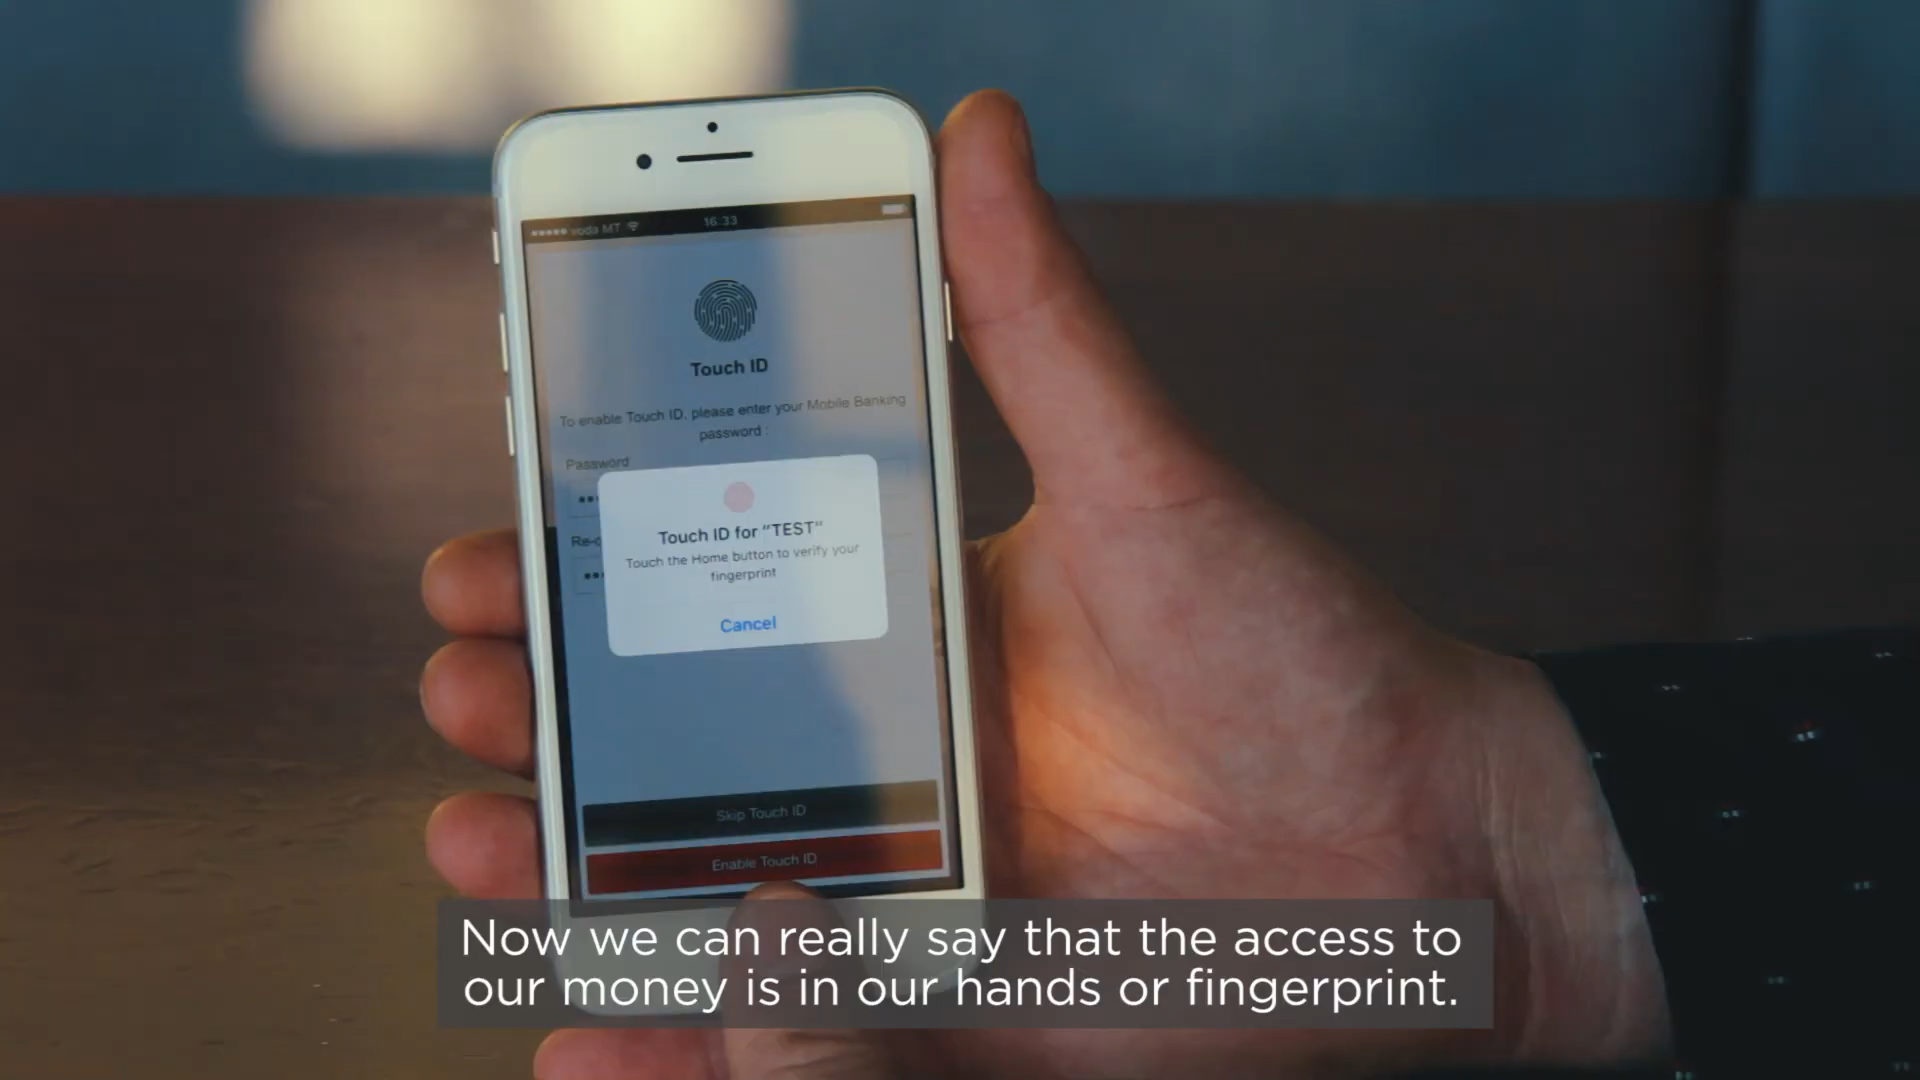 voda MT 16:33
Touch ID
To enable Touch ID, please enter your Mobile Banking
password :
Password
Touch ID for "TEST"
Re-c
Touch the Home button to verify your
fingerprint
Cancel
Skip Touch ID
Enable Touch ID
Now we can really say that the access to
our money is in our hands or fingerprint.